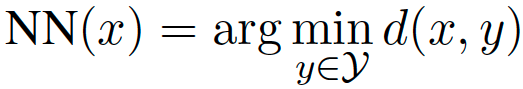 NN(x) = arg min d(x, y)
y∈𝒴